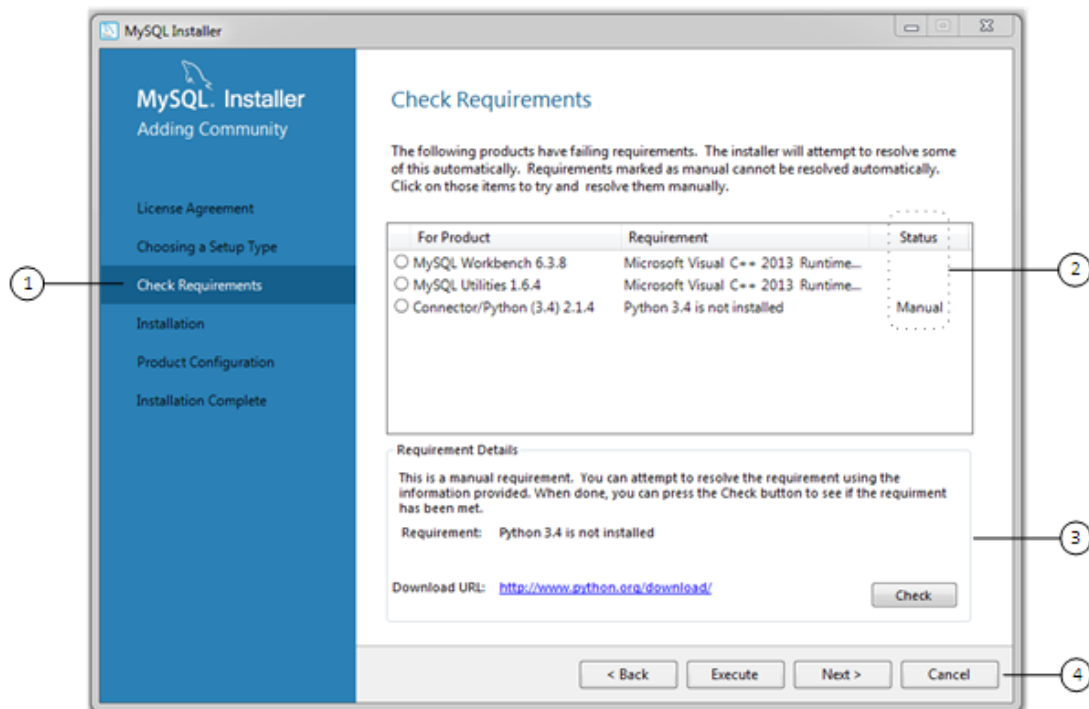 MySQL Installer
MySQL. Installer
Adding Community
License Agreement
Choosing a Setup Type
Check Requirements
Installation
Product Configuration
Installation Complete
Check Requirements
The following products have failing requirements. The installer will attempt to resolve some
of this automatically. Requirements marked as manual cannot be resolved automatically.
Click on those items to try and resolve them manually.
For Product Requirement Status
MySQL Workbench 6.3.8 Microsoft Visual C++ 2013 Runtime...
MySQL Utilities 1.6.4 Microsoft Visual C++ 2013 Runtime...
Connector/Python (3.4) 2.1.4 Python 3.4 is not installed Manual
Requirement Details
This is a manual requirement. You can attempt to resolve the requirement using the
information provided. When done, you can press the Check button to see if the requirment
has been met.
Requirement: Python 3.4 is not installed
Download URL: http://www.python.org/download/
Check
< Back Execute Next > Cancel
1
2
3
4